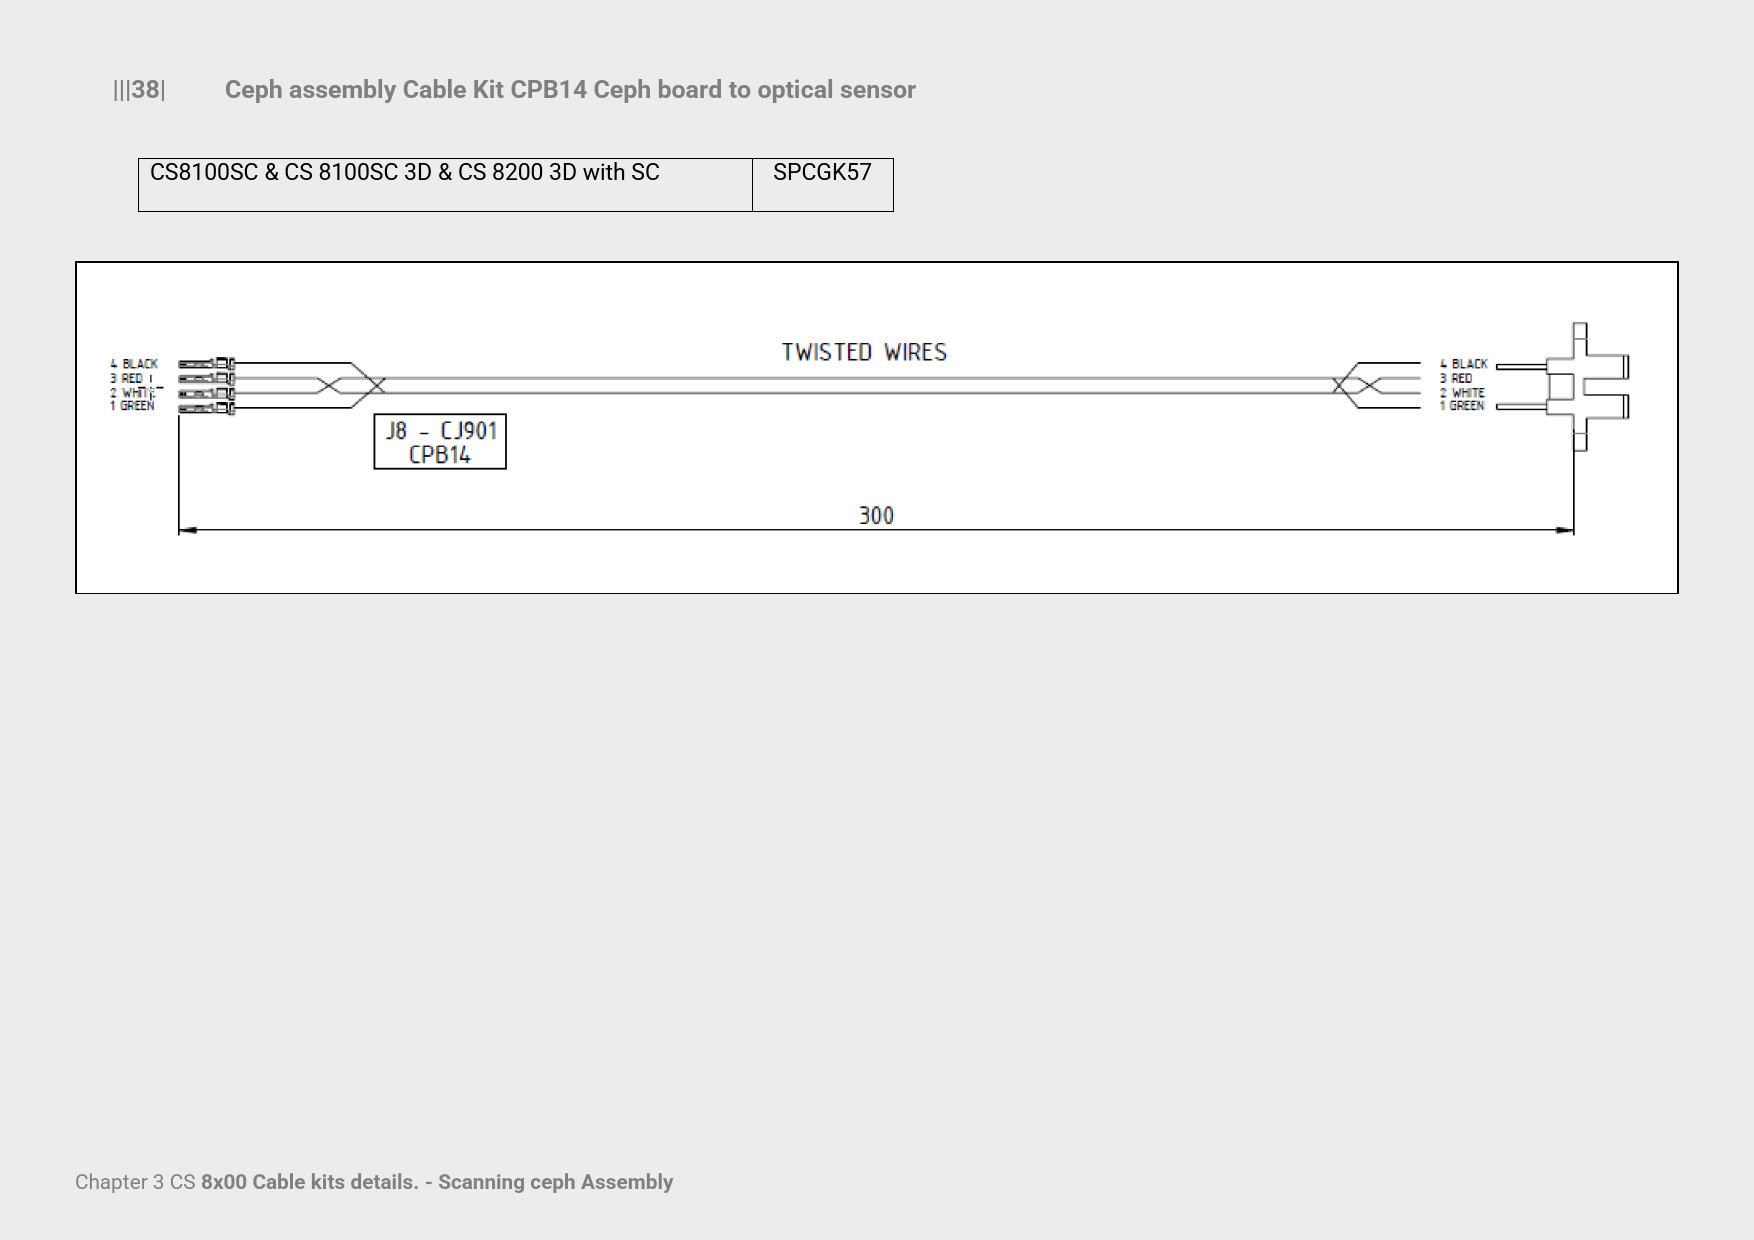 |||38| Ceph assembly Cable Kit CPB14 Ceph board to optical sensor
CS8100SC & CS 8100SC 3D & CS 8200 3D with SC SPCGK57
TWISTED WIRES
4 BLACK
3 RED
2 WHITE
1 GREEN
4 BLACK
3 RED
2 WHITE
1 GREEN
J8 - CJ901
CPB14
300
Chapter 3 CS 8x00 Cable kits details. - Scanning ceph Assembly